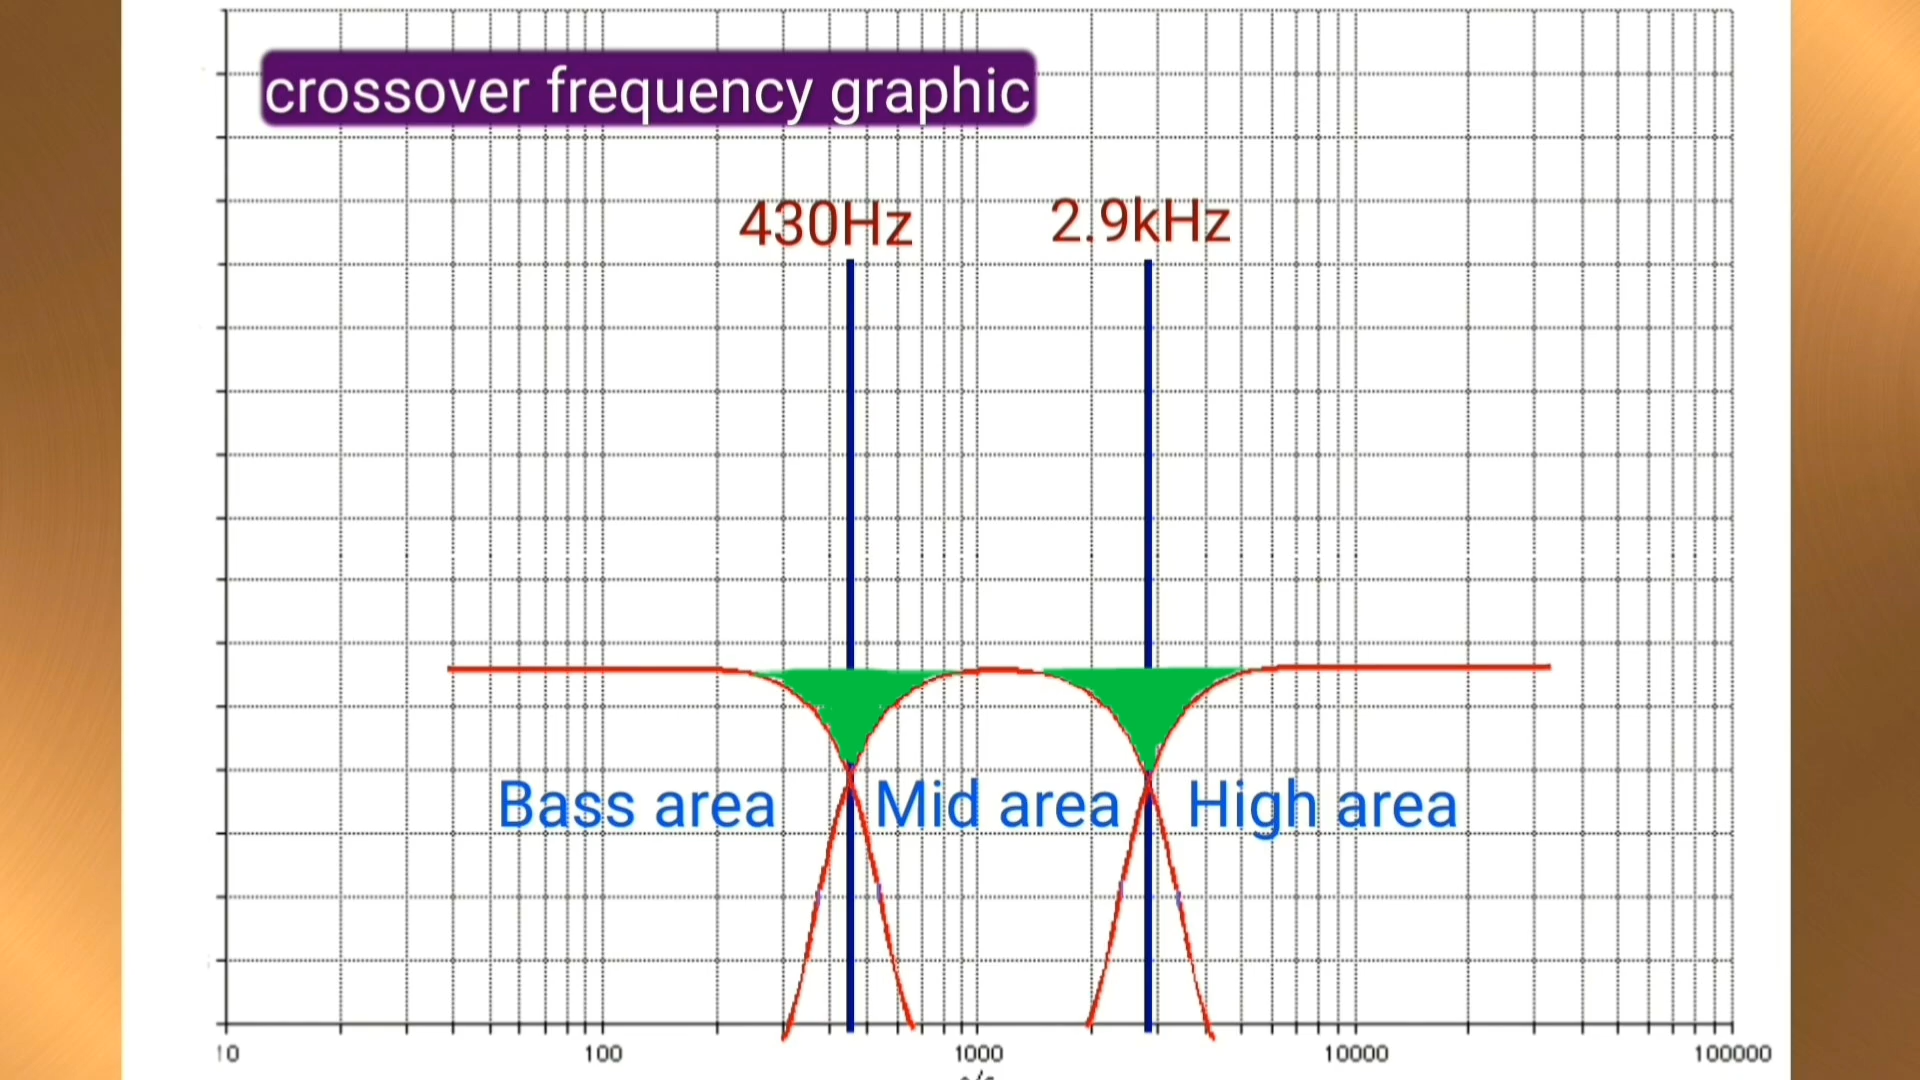 crossover frequency graphic
430Hz 2.9kHz
Bass area Mid area High area
10 100 1000 10000 100000